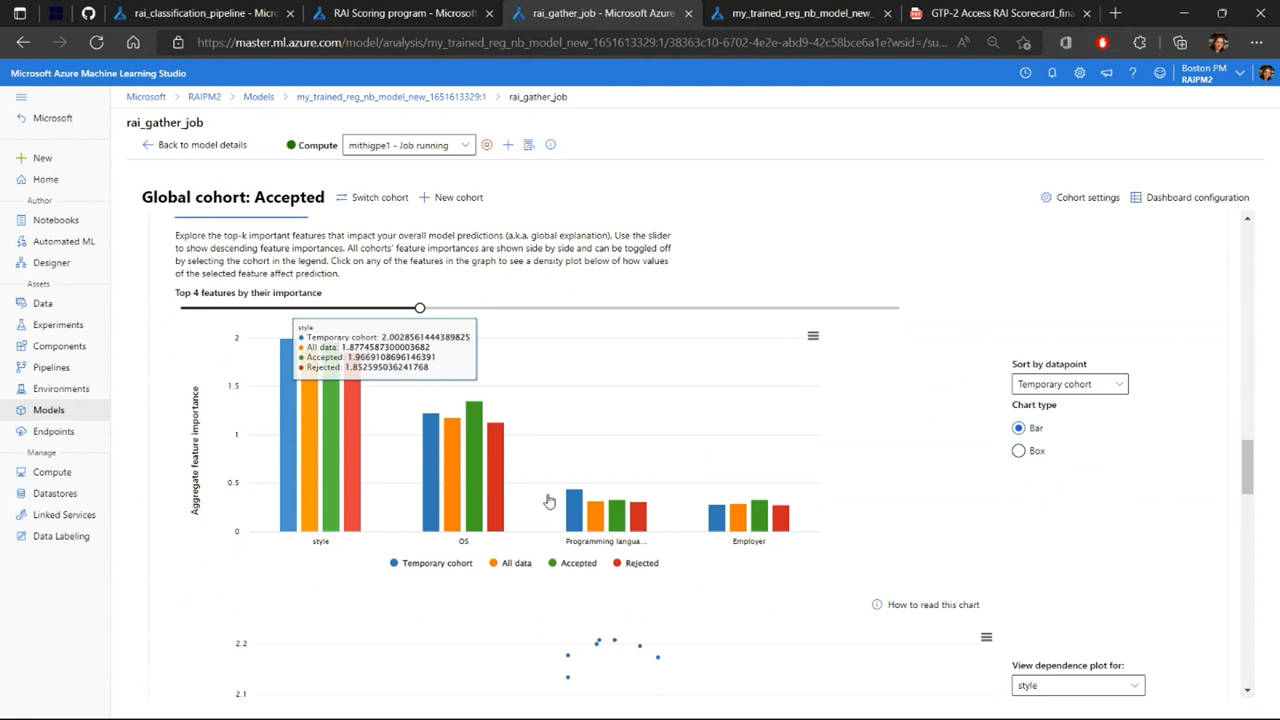 rai_classification_pipeline - Micro
RAI Scoring program - Microsoft
rai_gather_job - Microsoft Azure
my_trained_reg_nb_model_new_
GTP-2 Access RAI Scorecard_fina
https://master.ml.azure.com/model/analysis/my_trained_reg_nb_model_new_1651613329:1/38363c10-6702-4e2e-abd9-42c58bce6a1e?wsid=/su...
Microsoft Azure Machine Learning Studio
Boston PM
RAIPM2
Microsoft > RAIPM2 > Models > my_trained_reg_nb_model_new_1651613329:1 > rai_gather_job
Microsoft
New
Home
Author
Notebooks
Automated ML
Designer
Assets
Data
Experiments
Components
Pipelines
Environments
Models
Endpoints
Manage
Compute
Datastores
Linked Services
Data Labeling
rai_gather_job
Back to model details
Compute
mithigpe1 - Job running
Global cohort: Accepted
Switch cohort
New cohort
Cohort settings
Dashboard configuration
Explore the top-k important features that impact your overall model predictions (a.k.a. global explanation). Use the slider
to show descending feature importances. All cohorts' feature importances are shown side by side and can be toggled off
by selecting the cohort in the legend. Click on any of the features in the graph to see a density plot below of how values
of the selected feature affect prediction.
Top 4 features by their importance
style
Temporary cohort: 2.0028561444389825
All data: 1.8774587300003682
Accepted: 1.9669108696146391
Rejected: 1.852595036241768
2
1.5
1
0.5
0
Aggregate feature importance
style
OS
Programming langua...
Employer
Temporary cohort
All data
Accepted
Rejected
Sort by datapoint
Temporary cohort
Chart type
Bar
Box
How to read this chart
2.2
2.1
View dependence plot for:
style